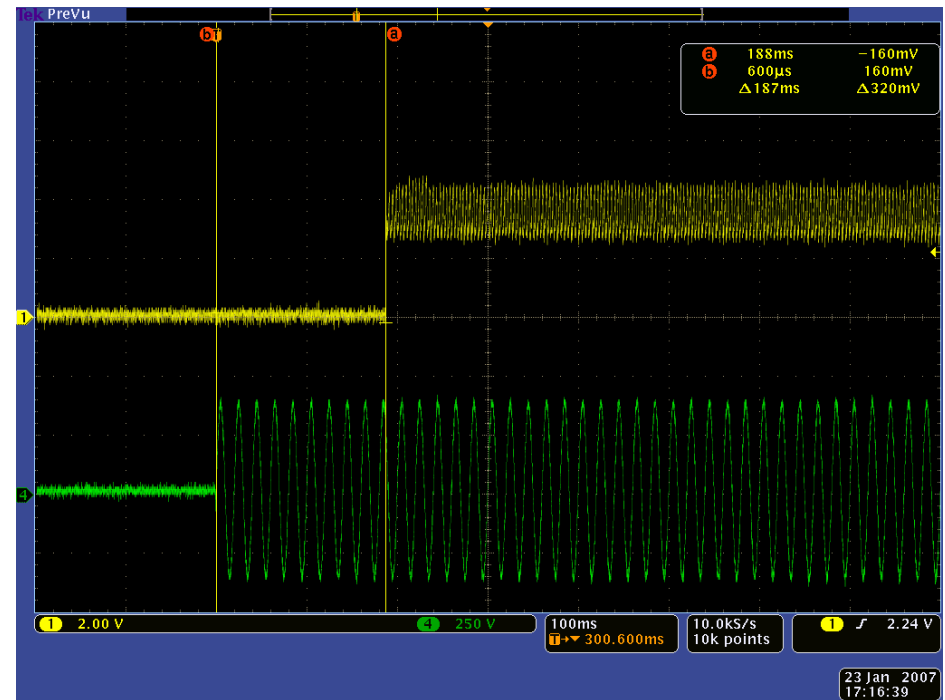 Tek PreVu
T
b T
a
a 188ms −160mV
b 600µs 160mV
Δ187ms Δ320mV
1
4
1 2.00 V
4 250 V
100ms
T→▼ 300.600ms
10.0kS/s
10k points
1 ƒ 2.24 V
23 Jan 2007
17:16:39